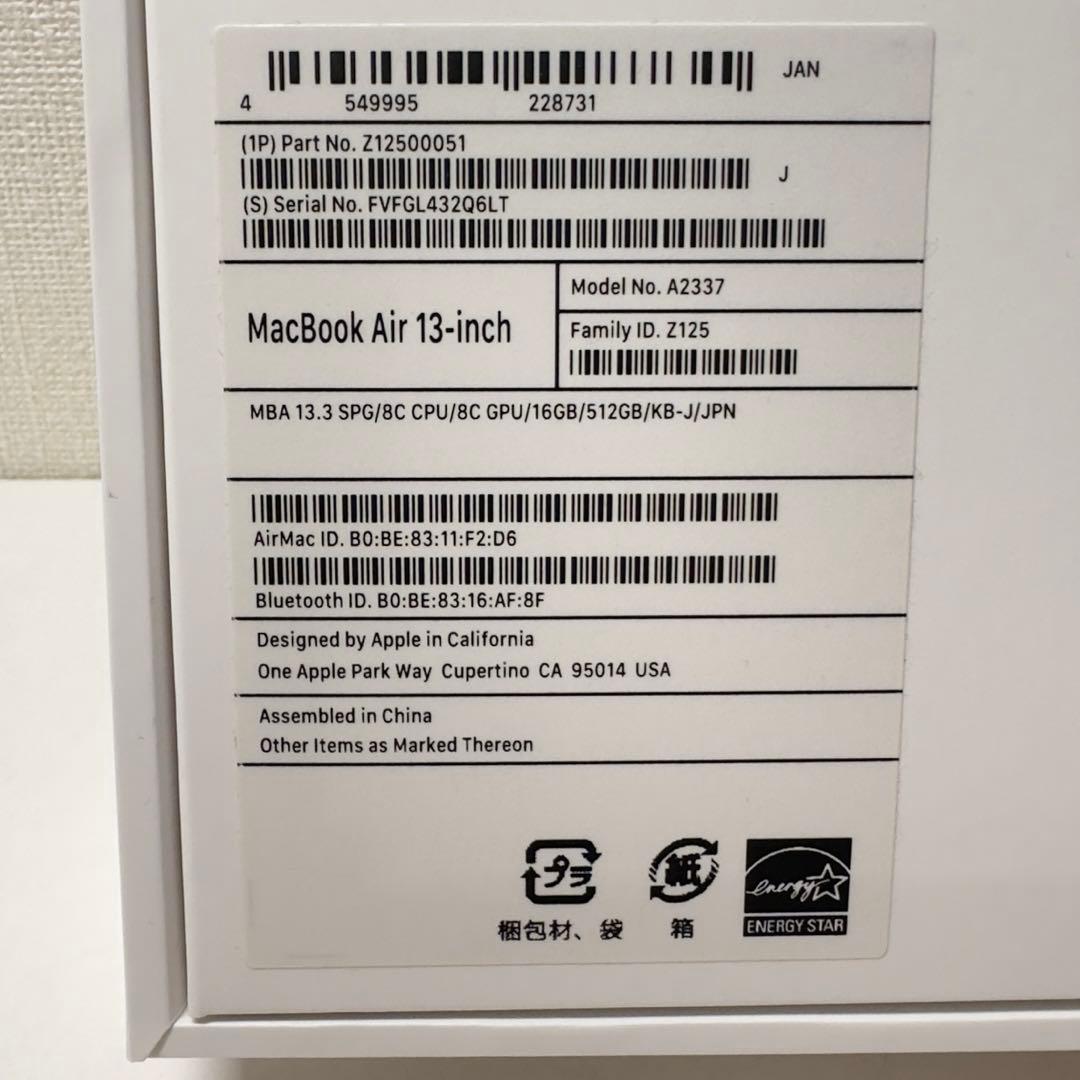 JAN
4 549995 228731
(1P) Part No. Z12500051
J
(S) Serial No. FVFGL432Q6LT
MacBook Air 13-inch
Model No. A2337
Family ID. Z125
MBA 13.3 SPG/8C CPU/8C GPU/16GB/512GB/KB-J/JPN
AirMac ID. B0:BE:83:11:F2:D6
Bluetooth ID. B0:BE:83:16:AF:8F
Designed by Apple in California
One Apple Park Way Cupertino CA 95014 USA
Assembled in China
Other Items as Marked Thereon
プラ
紙
energy
梱包材、袋
箱
ENERGY STAR